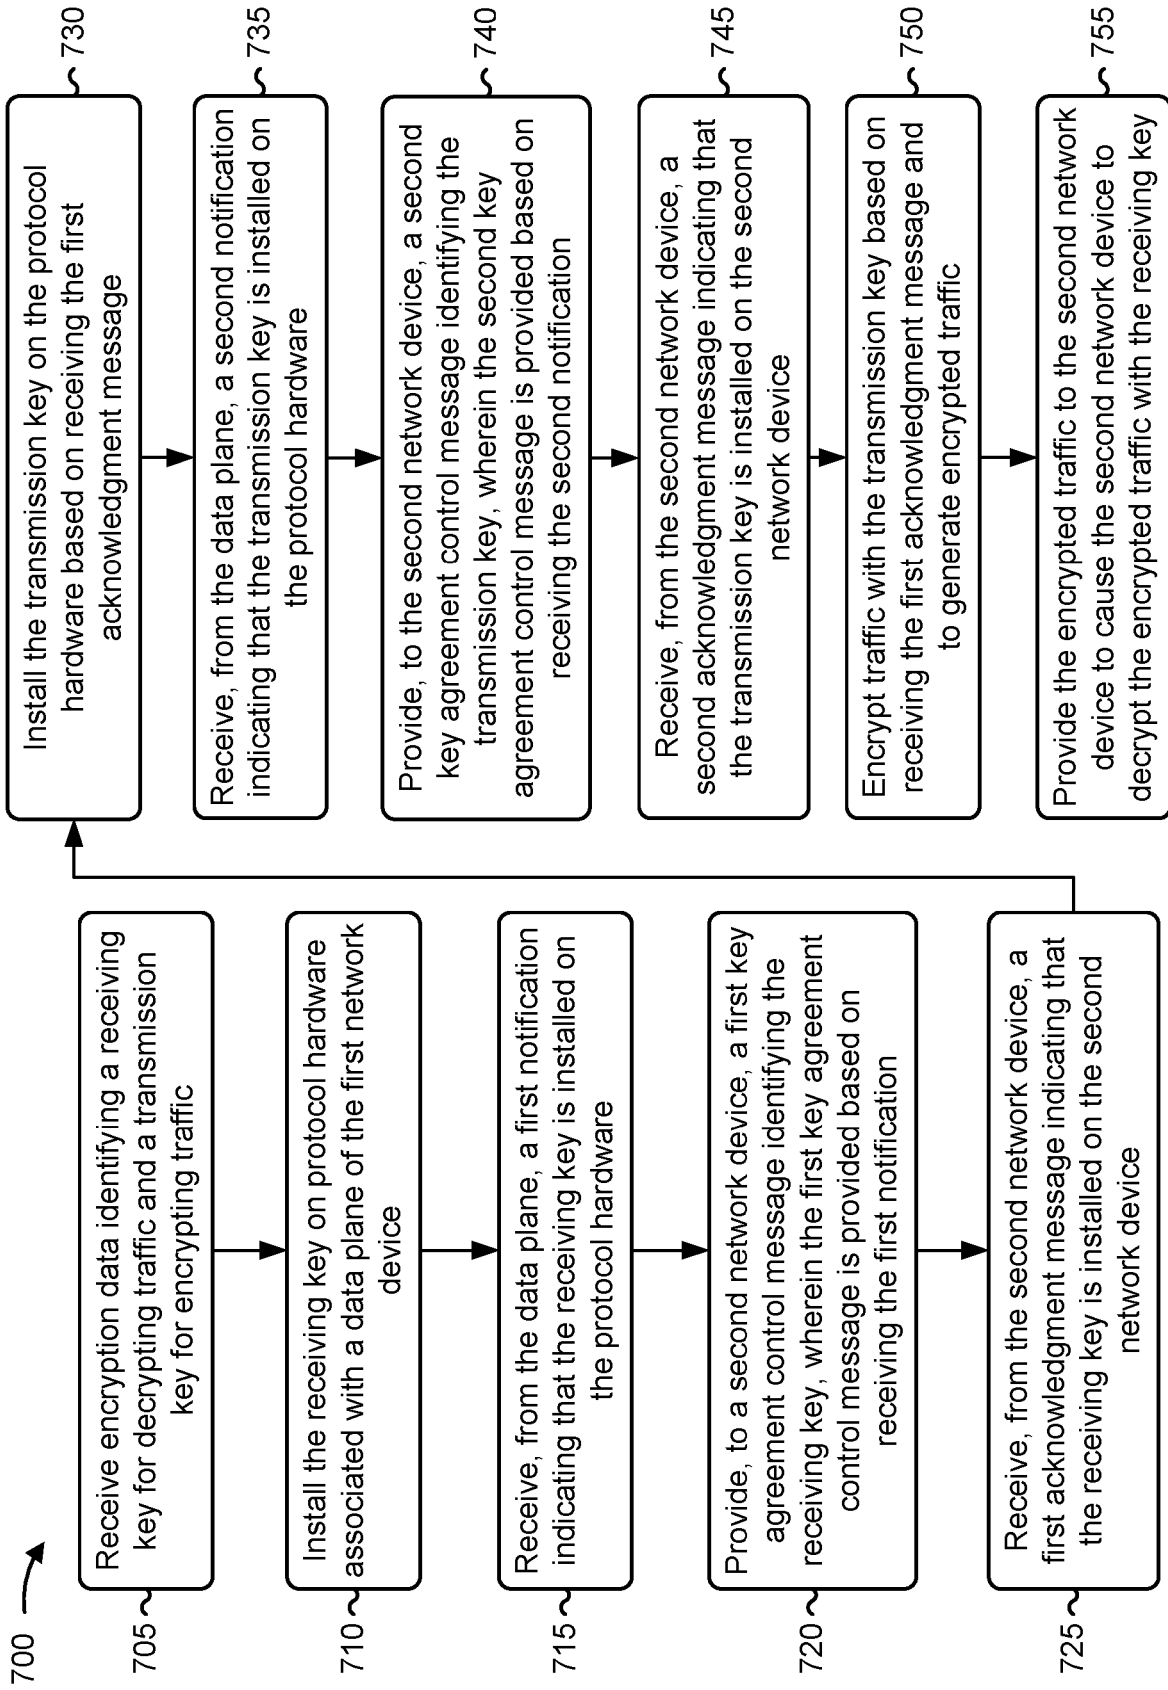 700
705
Receive encryption data identifying a receiving
key for decrypting traffic and a transmission
key for encrypting traffic
710
Install the receiving key on protocol hardware
associated with a data plane of the first network
device
715
Receive, from the data plane, a first notification
indicating that the receiving key is installed on
the protocol hardware
720
Provide, to a second network device, a first key
agreement control message identifying the
receiving key, wherein the first key agreement
control message is provided based on
receiving the first notification
725
Receive, from the second network device, a
first acknowledgment message indicating that
the receiving key is installed on the second
network device
730
Install the transmission key on the protocol
hardware based on receiving the first
acknowledgment message
735
Receive, from the data plane, a second notification
indicating that the transmission key is installed on
the protocol hardware
740
Provide, to the second network device, a second
key agreement control message identifying the
transmission key, wherein the second key
agreement control message is provided based on
receiving the second notification
745
Receive, from the second network device, a
second acknowledgment message indicating that
the transmission key is installed on the second
network device
750
Encrypt traffic with the transmission key based on
receiving the first acknowledgment message and
to generate encrypted traffic
755
Provide the encrypted traffic to the second network
device to cause the second network device to
decrypt the encrypted traffic with the receiving key